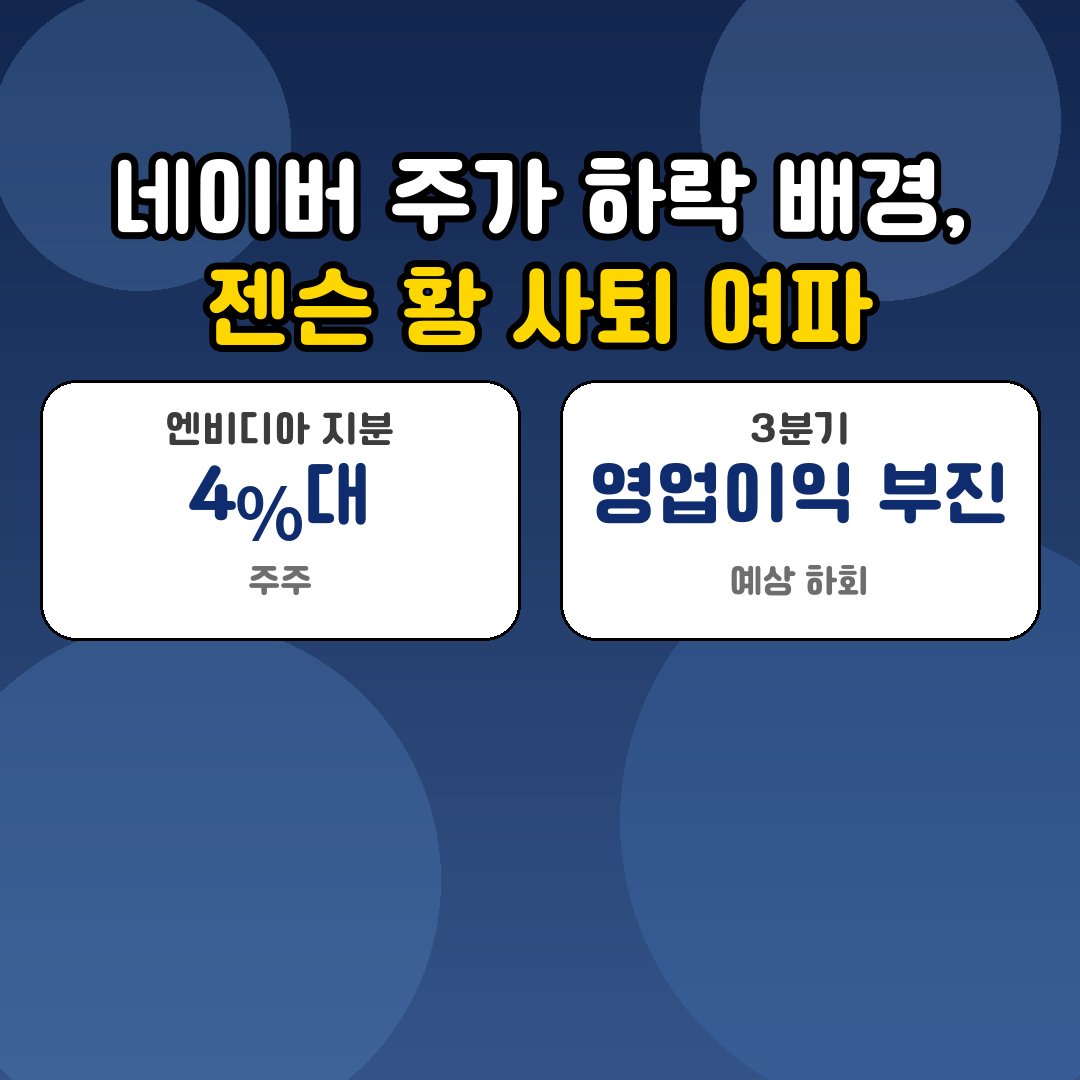 네이버 주가 하락 배경,
젠슨 황 사퇴 여파
엔비디아 지분
4%대
주주
3분기
영업이익 부진
예상 하회